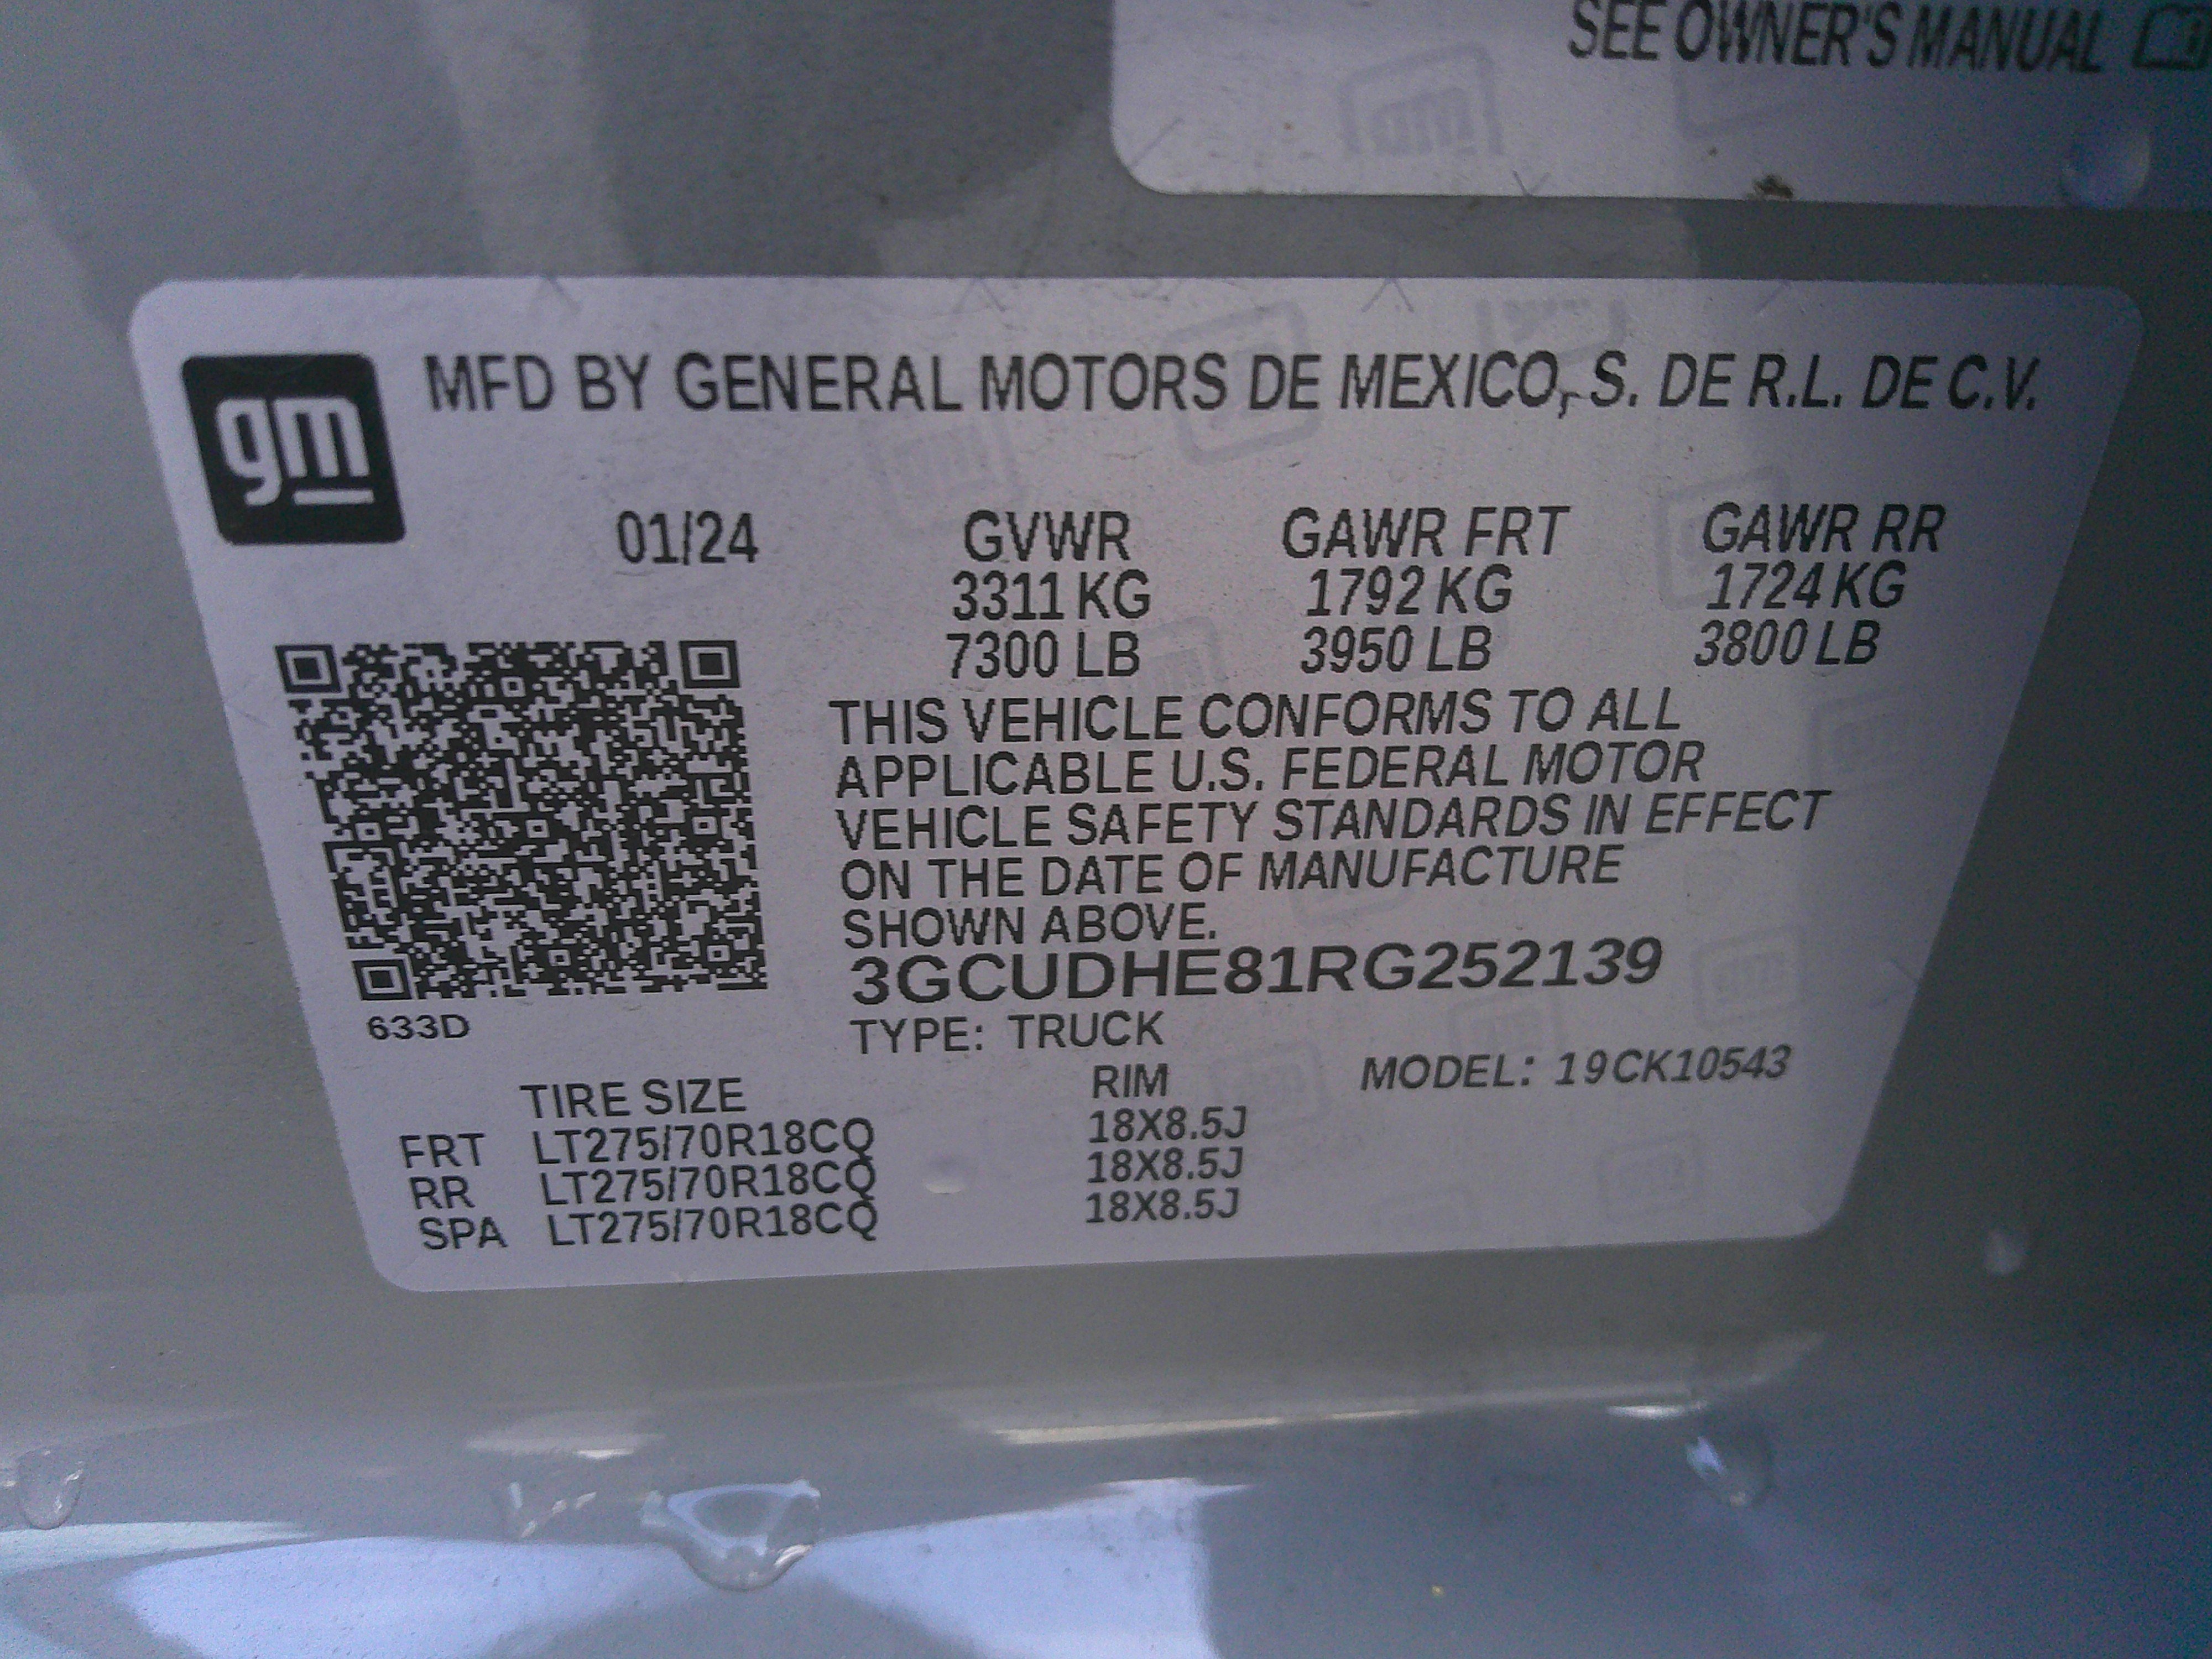 SEE OWNER'S MANUAL
gm
MFD BY GENERAL MOTORS DE MEXICO, S. DE R.L. DE C.V.
01/24 GVWR GAWR FRT GAWR RR
3311 KG 1792 KG 1724 KG
7300 LB 3950 LB 3800 LB
THIS VEHICLE CONFORMS TO ALL
APPLICABLE U.S. FEDERAL MOTOR
VEHICLE SAFETY STANDARDS IN EFFECT
ON THE DATE OF MANUFACTURE
SHOWN ABOVE.
3GCUDHE81RG252139
633D
TYPE: TRUCK
MODEL: 19CK10543
TIRE SIZE RIM
FRT LT275/70R18CQ 18X8.5J
RR LT275/70R18CQ 18X8.5J
SPA LT275/70R18CQ 18X8.5J